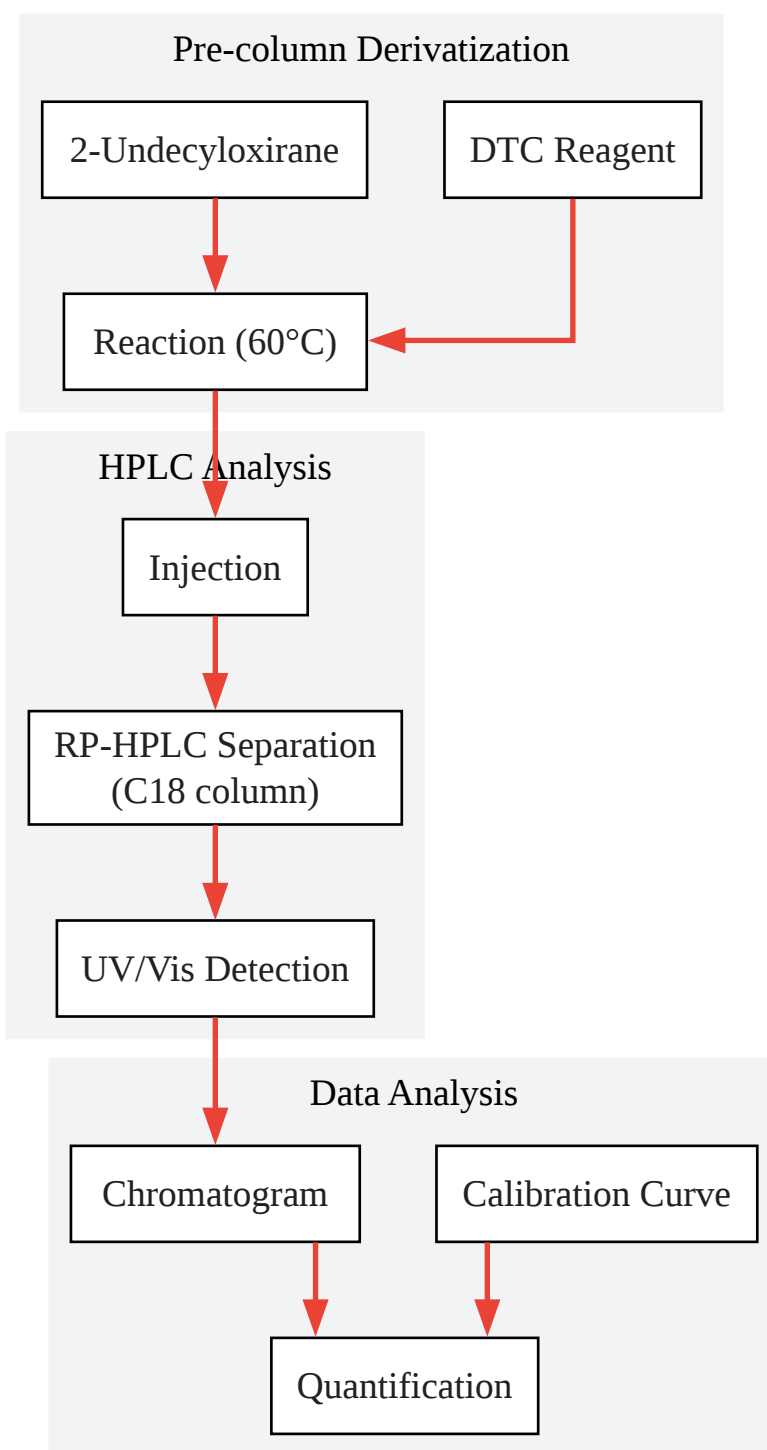 Pre-column Derivatization
2-Undecyloxirane
DTC Reagent
Reaction (60°C)
HPLC Analysis
Injection
RP-HPLC Separation
(C18 column)
UV/Vis Detection
Data Analysis
Chromatogram
Calibration Curve
Quantification